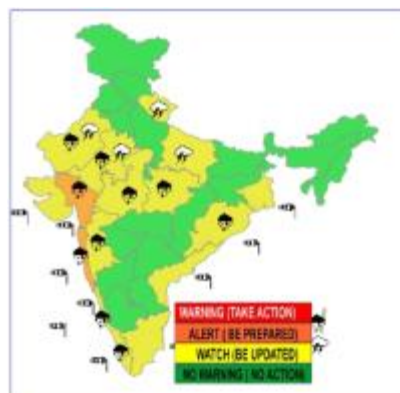 WARNING (TAKE ACTION)
ALERT | BE PREPARED)
WATCH (BE UPDATED)
NO WARNING ( NO ACTION)